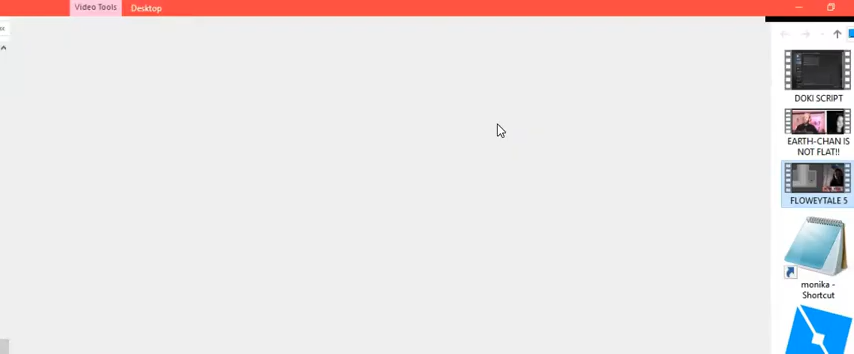 Video Tools
Desktop
DOKI SCRIPT
EARTH-CHAN IS
NOT FLAT!!
FLOWEYTALE 5
monika -
Shortcut